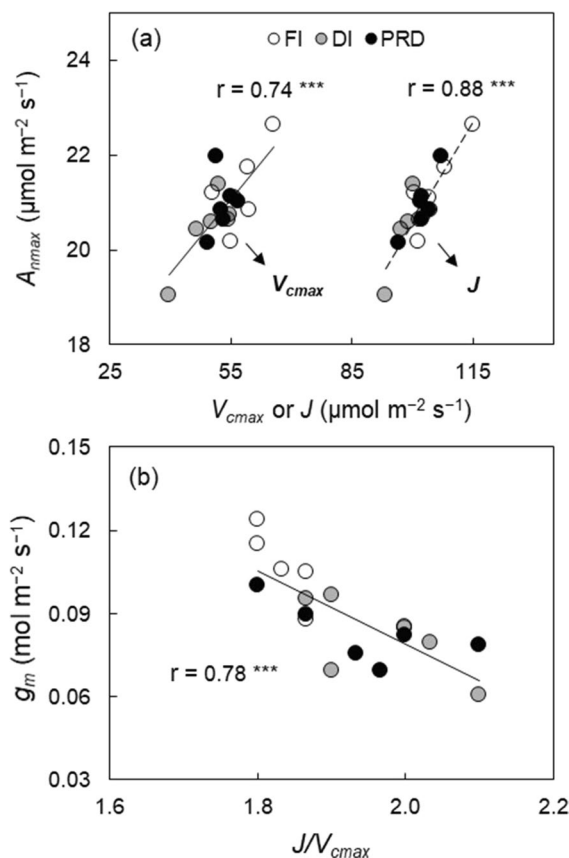 (a)
FI DI PRD
r = 0.74 ***
r = 0.88 ***
24
22
20
18
Anmax (μmol m−2 s−1)
Vcmax
J
25 55 85 115
Vcmax or J (μmol m−2 s−1)
(b)
0.15
0.12
0.09
0.06
0.03
gm (mol m−2 s−1)
r = 0.78 ***
1.6 1.8 2.0 2.2
J/Vcmax